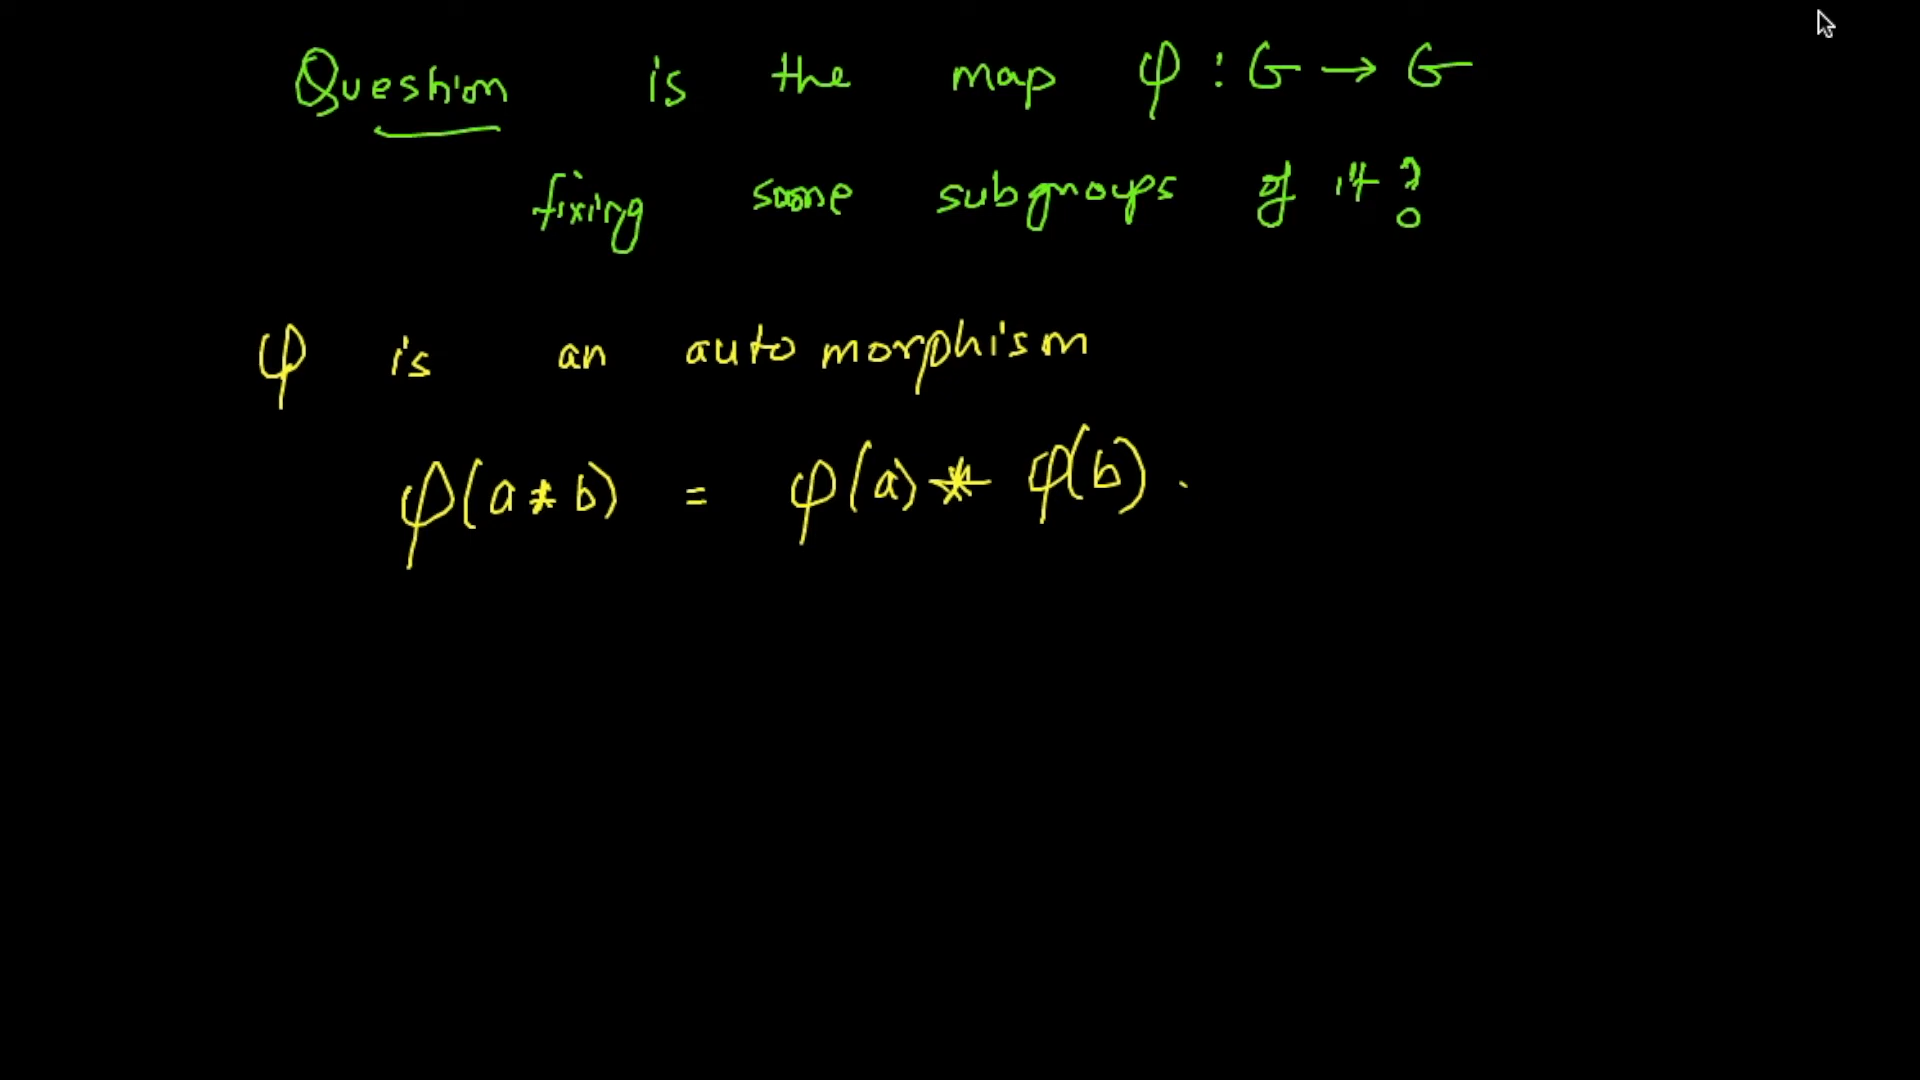 Question is the map φ : G → G
fixing some subgroups of it ?
φ is an automorphism
φ(a * b) = φ(a) * φ(b) .